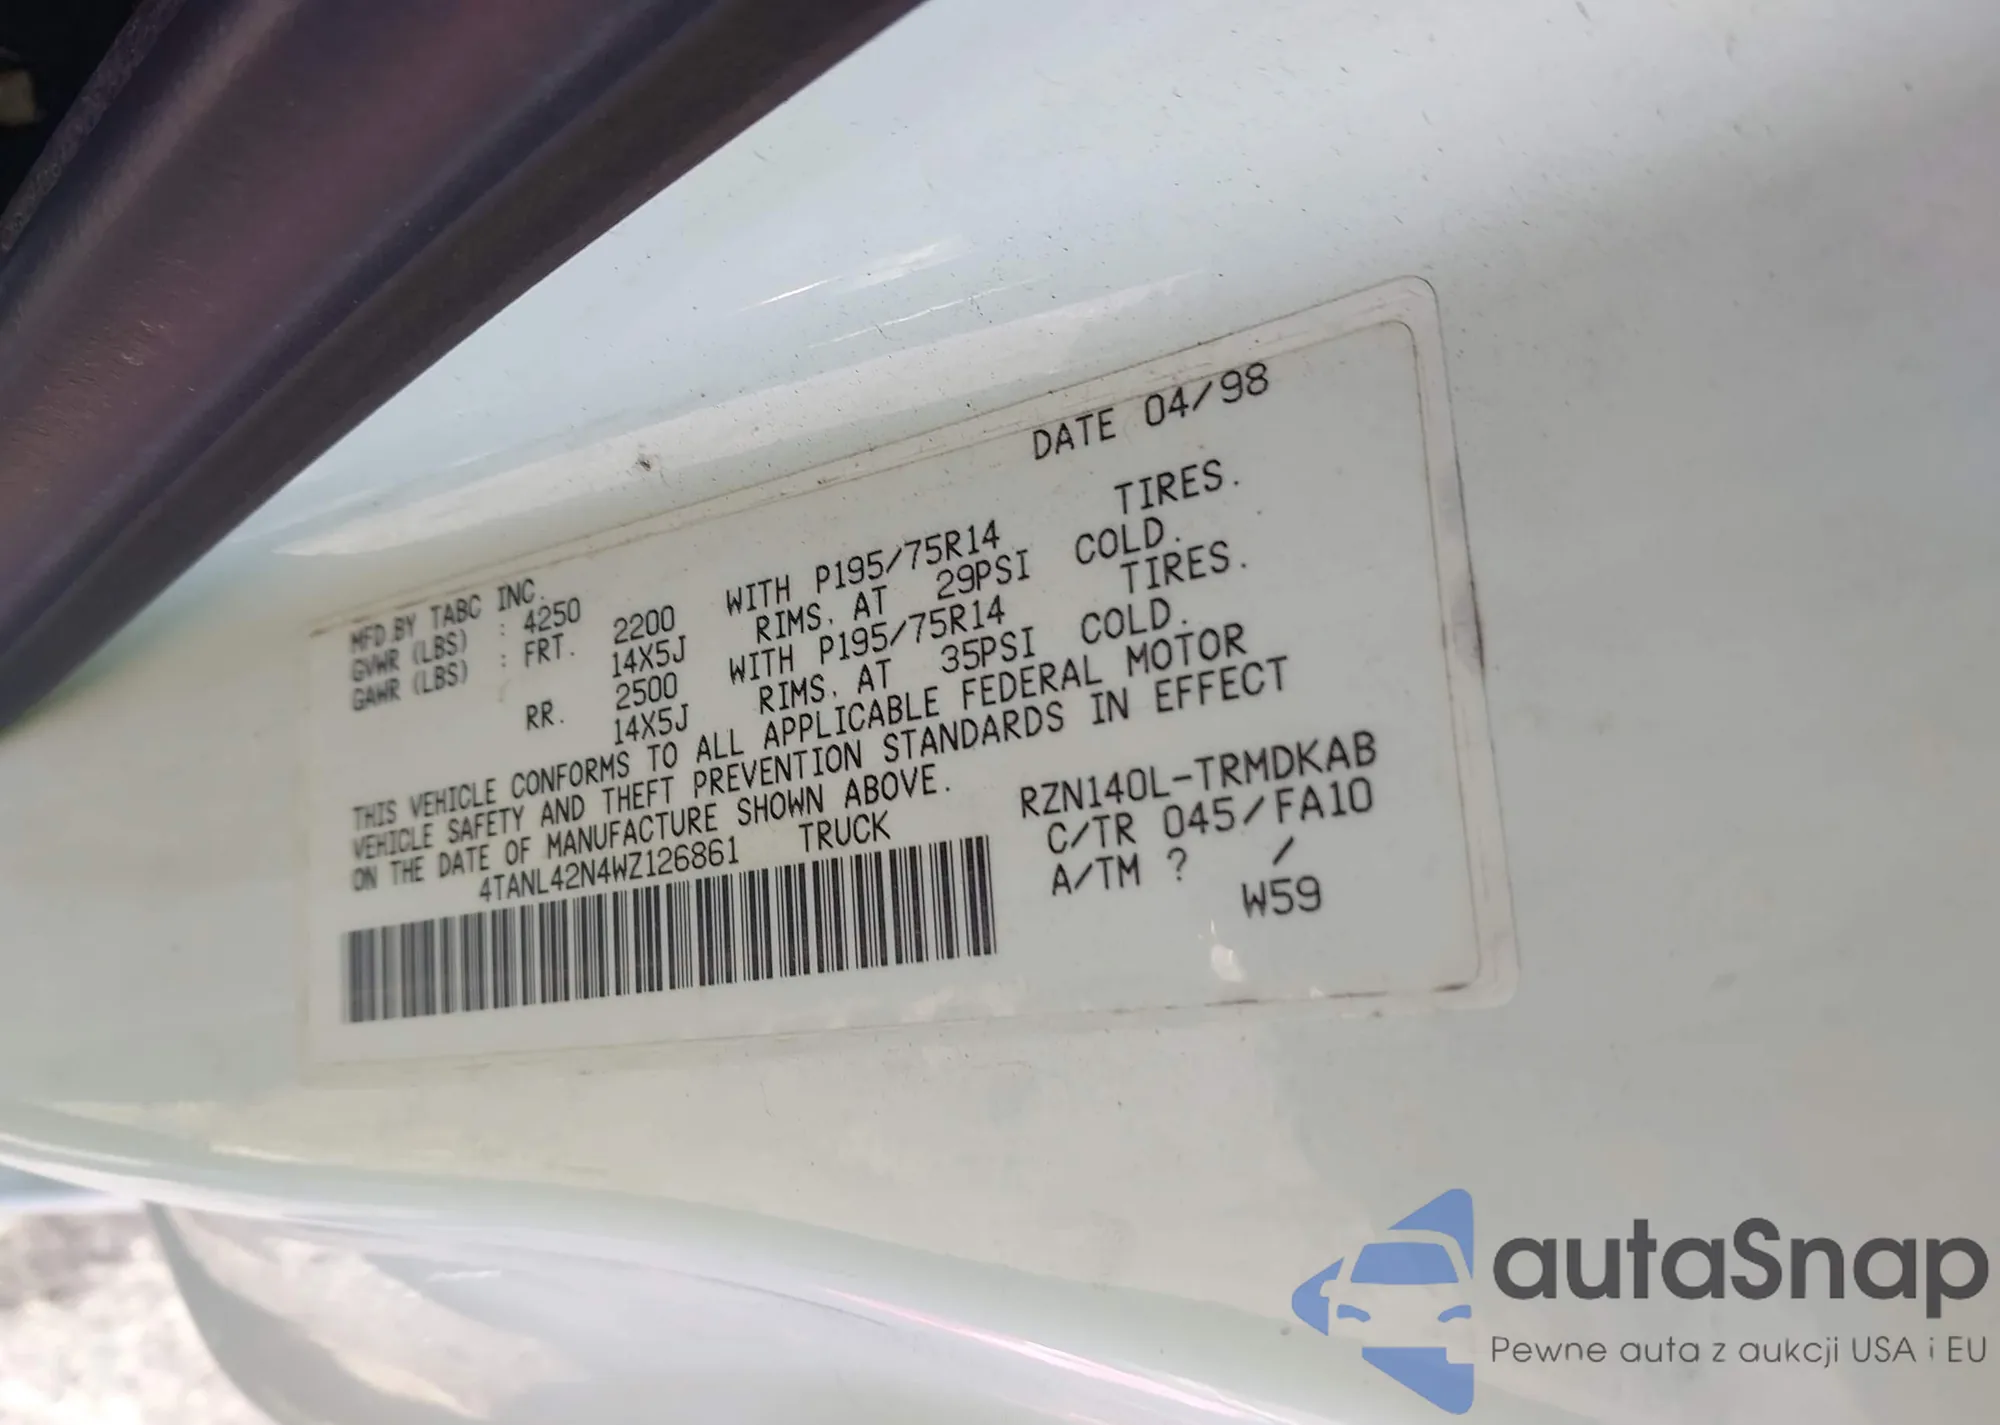 DATE 04/98
MFD.BY TABC INC.
GVWR (LBS) : 4250
GAWR (LBS) : FRT. 2200 WITH P195/75R14 TIRES.
14X5J RIMS, AT 29PSI COLD.
RR. 2500 WITH P195/75R14 TIRES.
14X5J RIMS, AT 35PSI COLD.
THIS VEHICLE CONFORMS TO ALL APPLICABLE FEDERAL MOTOR
VEHICLE SAFETY AND THEFT PREVENTION STANDARDS IN EFFECT
ON THE DATE OF MANUFACTURE SHOWN ABOVE.
4TANL42N4WZ126861 TRUCK
RZN140L-TRMDKAB
C/TR 045/FA10
A/TM ? /
W59
autaSnap
Pewne auta z aukcji USA i EU